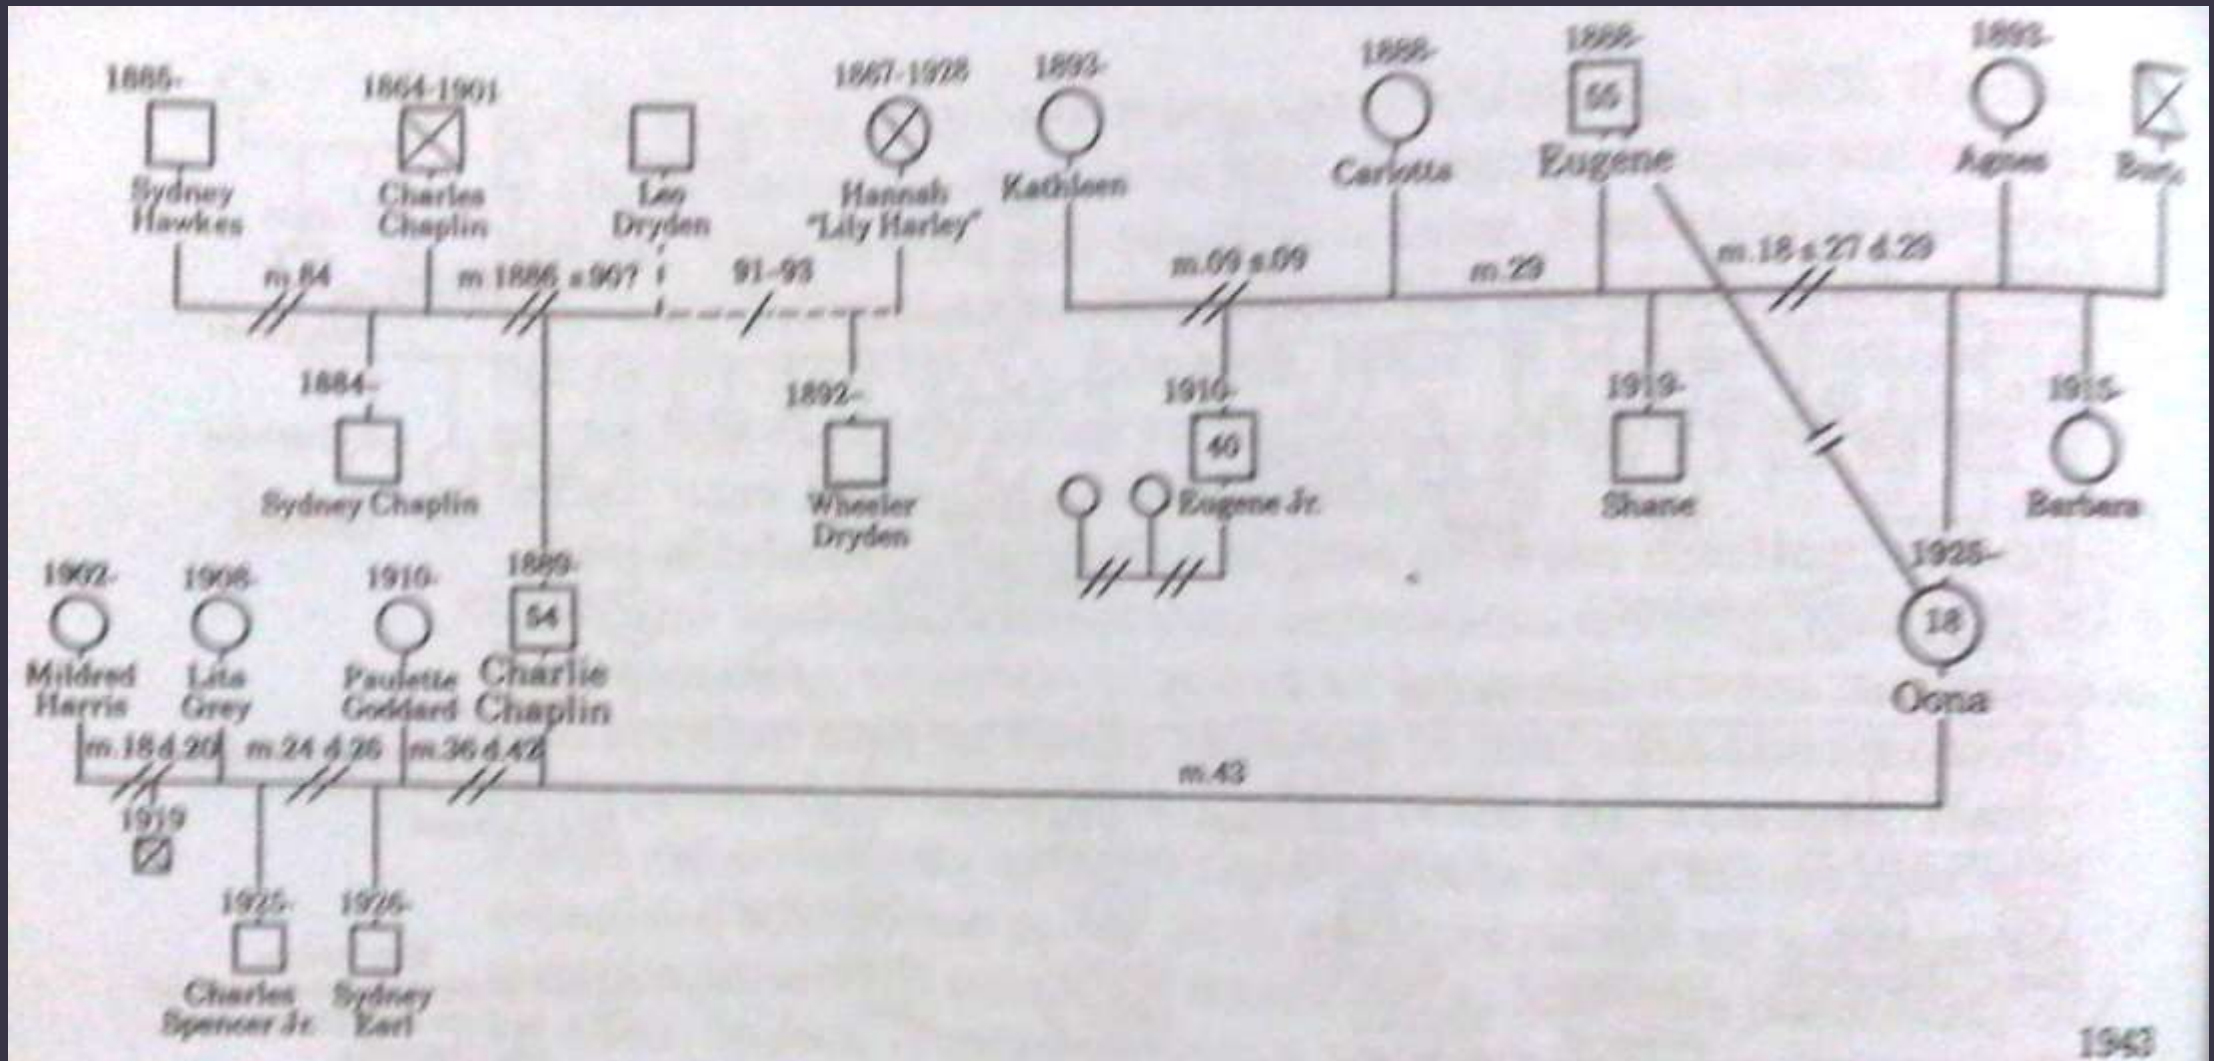 1885-
Sydney
Hawkes
1864-1901
Charles
Chaplin
Leo
Dryden
1867-1928
Hannah
"Lily Harley"
1893-
Kathleen
1888-
Carlotta
1888-
55
Eugene
1893-
Agnes
m.84
m 1886 s.90?
91-93
m.09 s.09
m.29
m.18 s.27 d.29
1884-
Sydney Chaplin
1892-
Wheeler
Dryden
1910-
40
Eugene Jr.
1919-
Shane
1915-
Barbara
1902-
Mildred
Harris
1908-
Lita
Grey
1910-
Paulette
Goddard
1889-
54
Charlie
Chaplin
1925-
18
Oona
m.18 d.20
m.24 d.26
m.36 d.42
m.43
1919
1925-
Charles
Spencer Jr.
1926-
Sydney
Earl
1943